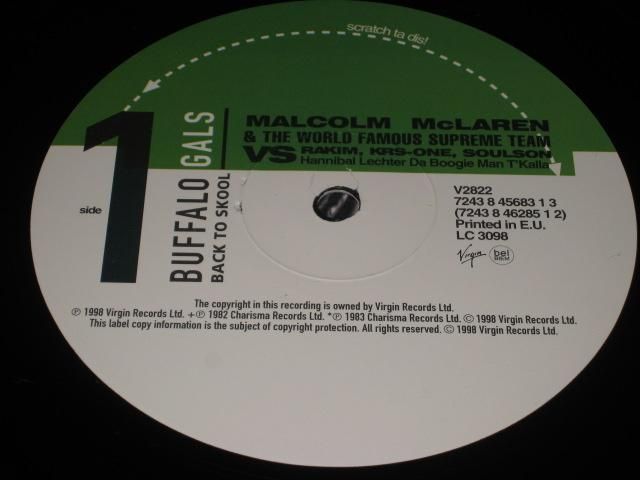 scratch ta dis!
MALCOLM McLAREN
& THE WORLD FAMOUS SUPREME TEAM
VS RAKIM, KRS-ONE, SOULSON
Hannibal Lechter Da Boogie Man T'Kalla
side 1
BUFFALO GALS
BACK TO SKOOL
V2822
7243 8 45683 1 3
(7243 8 46285 1 2)
Printed in E.U.
LC 3098
Virgin
bel
BIEM
The copyright in this recording is owned by Virgin Records Ltd.
℗ 1998 Virgin Records Ltd. +℗ 1982 Charisma Records Ltd. *℗ 1983 Charisma Records Ltd. © 1998 Virgin Records Ltd.
This label copy information is the subject of copyright protection. All rights reserved. © 1998 Virgin Records Ltd.